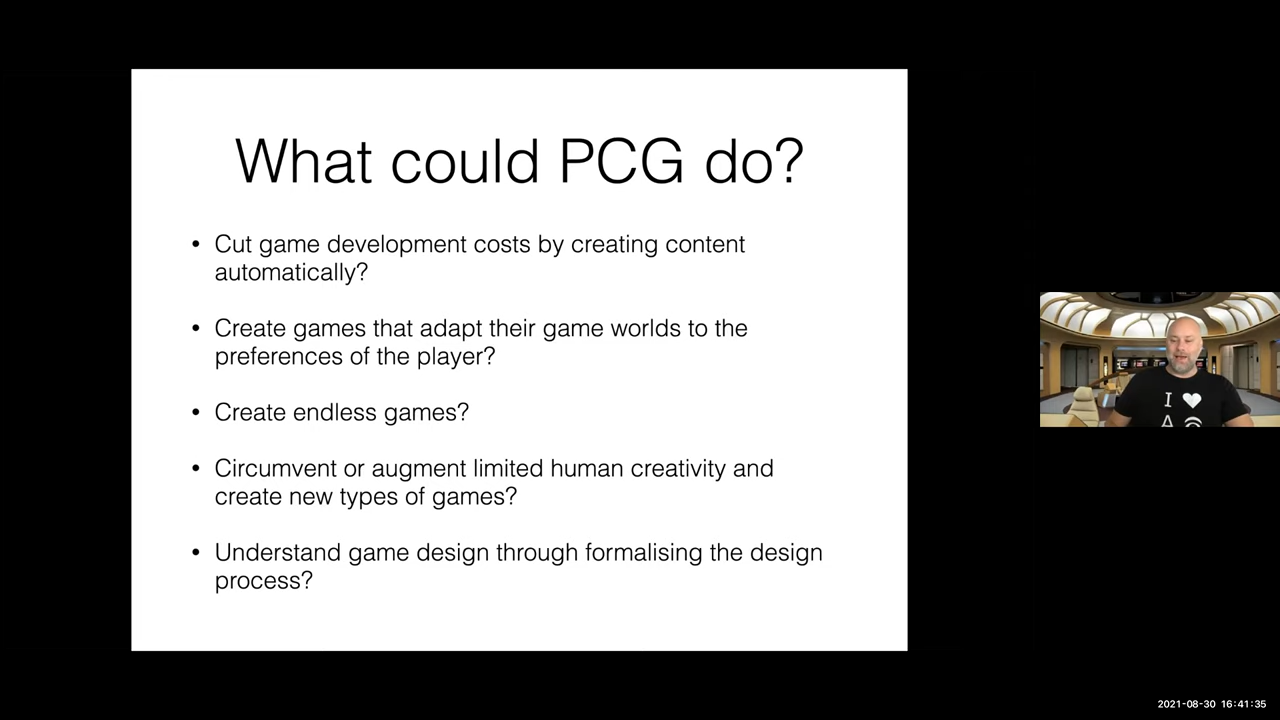 What could PCG do?
• Cut game development costs by creating content
automatically?
• Create games that adapt their game worlds to the
preferences of the player?
• Create endless games?
• Circumvent or augment limited human creativity and
create new types of games?
• Understand game design through formalising the design
process?
I ♥
2021-08-30 16:41:35